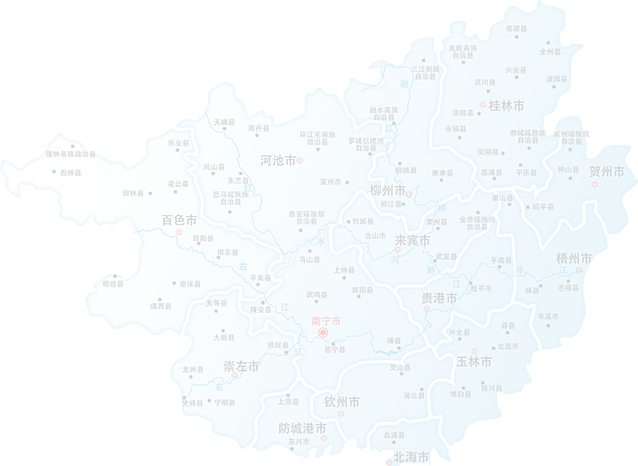 资源县
全州县
龙胜各族
自治县
三江侗族
自治县
兴安县
灌阳县
灵川县
桂林市
临桂县
融水苗族
自治县
永福县
恭城瑶族
自治县
罗城仫佬族
自治县
阳朔县
天峨县
南丹县
环江毛南族
自治县
河池市
乐业县
隆林各族自治县
西林县
凤山县
东兰县
宜州市
柳城县
鹿寨县
荔浦县
平乐县
钟山县
贺州市
田林县
凌云县
巴马瑶族
自治县
柳州市
柳江县
蒙山县
昭平县
百色市
都安瑶族
自治县
忻城县
合山市
象州县
金秀瑶族
自治县
来宾市
田阳县
田东县
马山县
武宣县
平南县
梧州市
上林县
德保县
平果县
桂平市
藤县
苍梧县
靖西县
武鸣县
宾阳县
贵港市
天等县
隆安县
岑溪市
南宁市
大新县
扶绥县
邕宁县
横县
兴业县
容县
北流市
玉林市
崇左市
龙州县
灵山县
凭祥县
宁明县
上思县
钦州市
浦北县
博白县
陆川县
防城港市
东兴市
合浦县
北海市
江
右
江
江